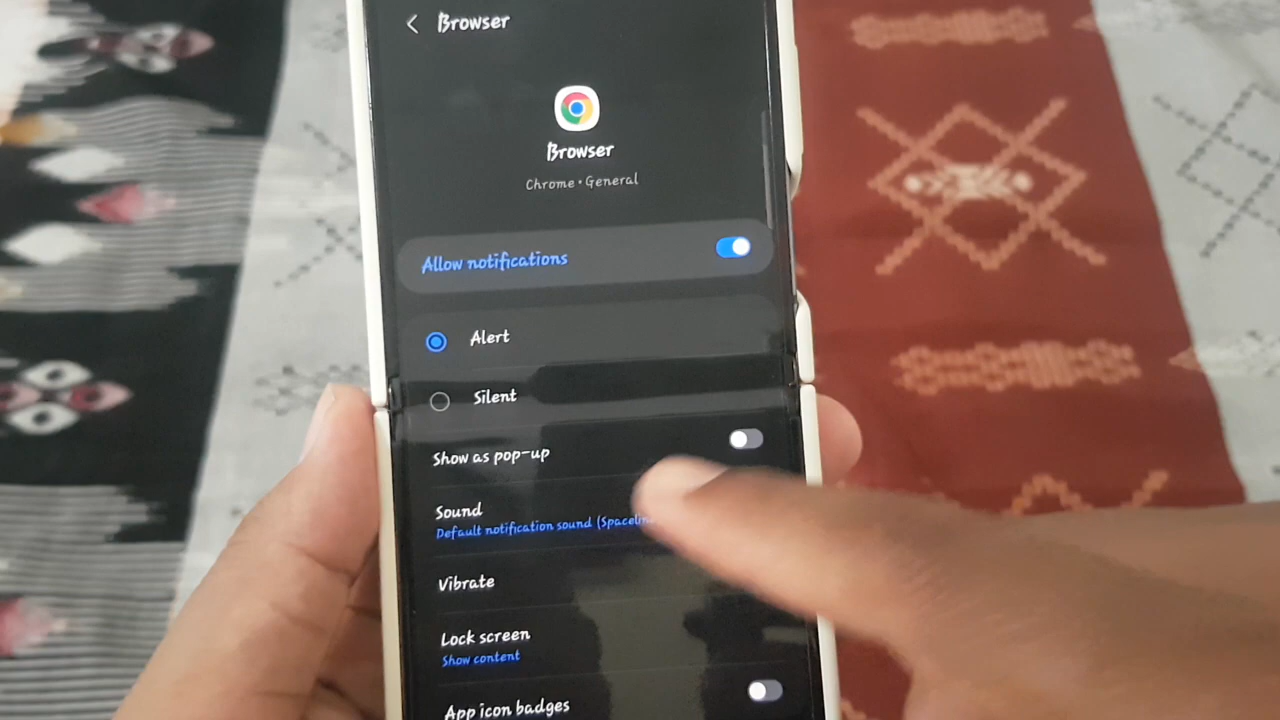 Browser
Browser
Chrome • General
Allow notifications
Alert
Silent
Show as pop-up
Sound
Default notification sound
Vibrate
Lock screen
Show content
App icon badges